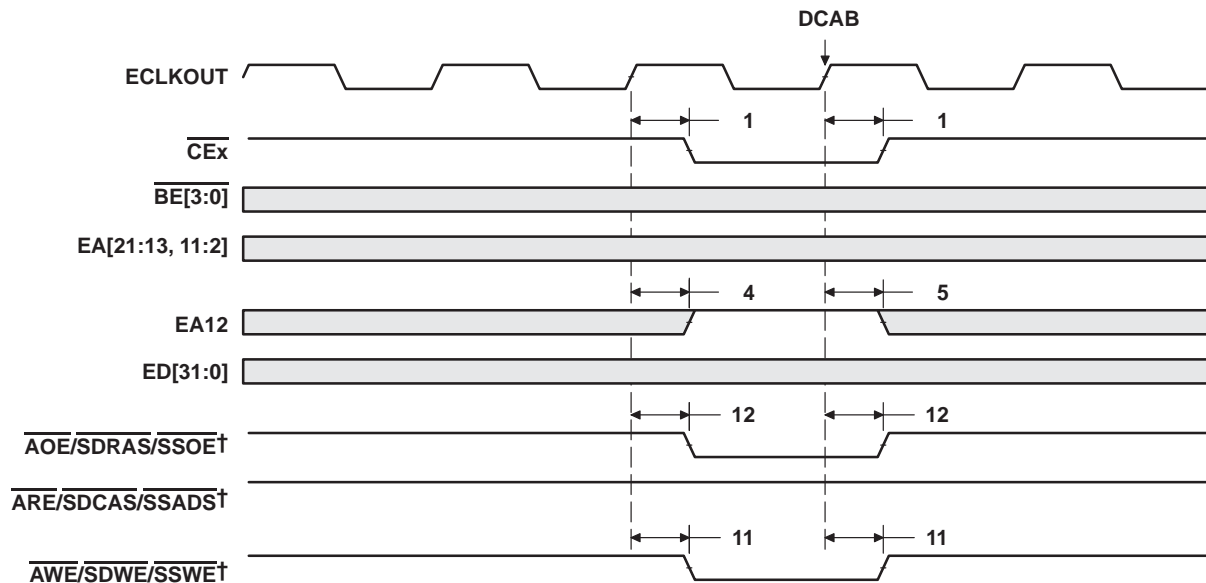 DCAB
ECLKOUT
1 1
CEx
BE[3:0]
EA[21:13, 11:2]
4 5
EA12
ED[31:0]
12 12
AOE/SDRAS/SSOE†
ARE/SDCAS/SSADS†
11 11
AWE/SDWE/SSWE†